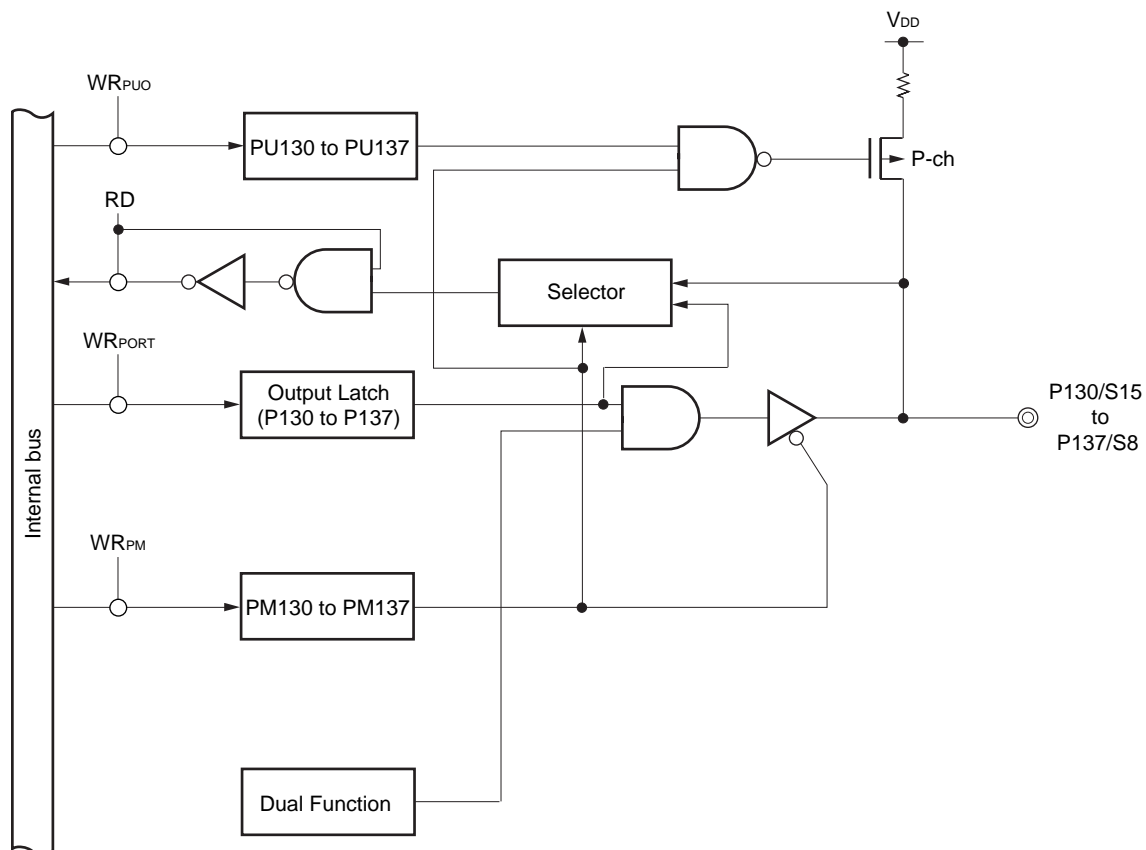 VDD
WRPUO
PU130 to PU137
P-ch
RD
Selector
WRPORT
Output Latch
(P130 to P137)
P130/S15
to
P137/S8
Internal bus
WRPM
PM130 to PM137
Dual Function